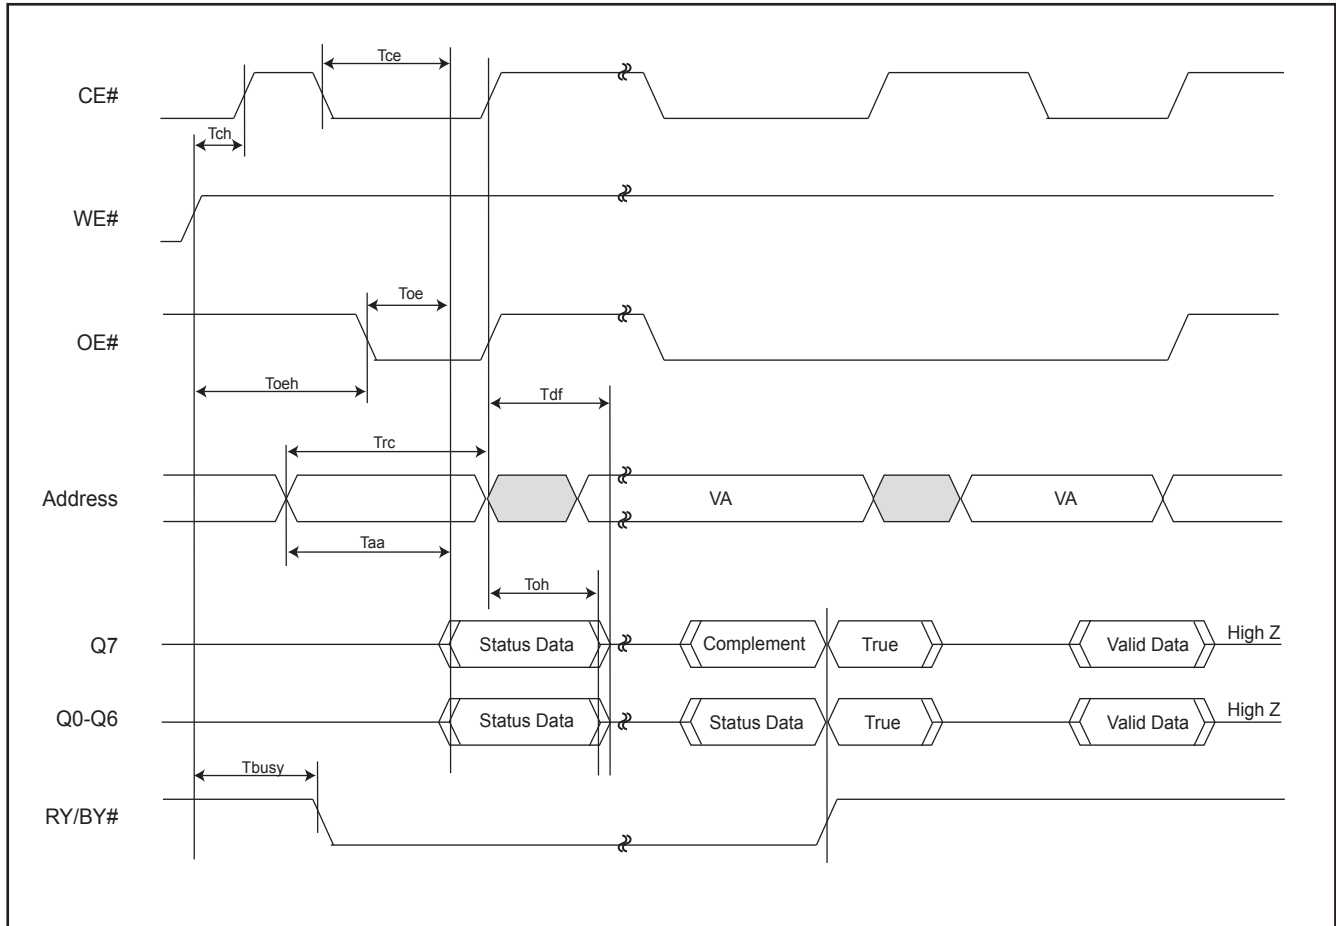 Tce
CE#
Tch
WE#
Toe
OE#
Toeh
Tdf
Trc
Address
VA
VA
Taa
Toh
Q7
Status Data
Complement
True
Valid Data
High Z
Q0-Q6
Status Data
Status Data
True
Valid Data
High Z
Tbusy
RY/BY#